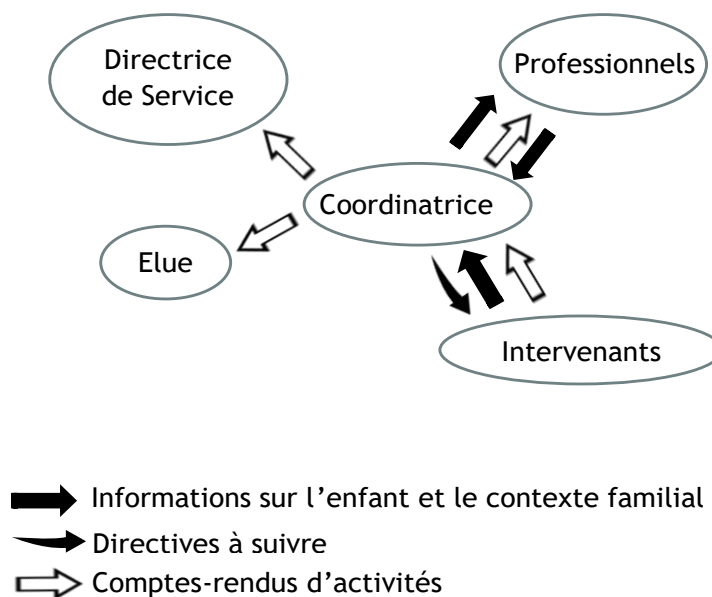 Directrice
de Service
Professionnels
Coordinatrice
Elue
Intervenants
Informations sur l’enfant et le contexte familial
Directives à suivre
Comptes-rendus d’activités